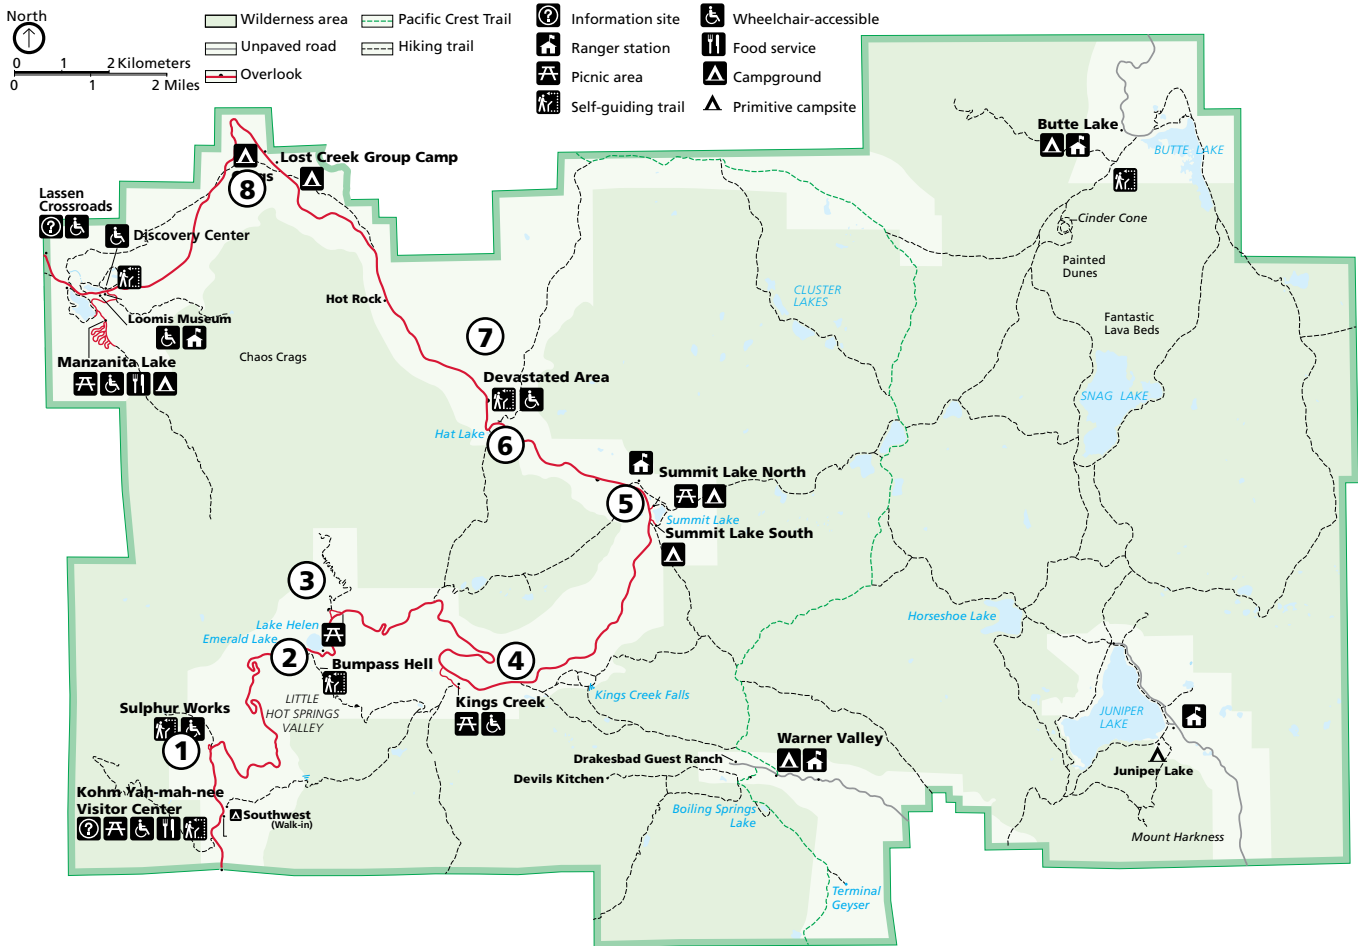 North
0 1 2 Kilometers
0 1 2 Miles
Wilderness area
Unpaved road
Overlook
Pacific Crest Trail
Hiking trail
Information site
Ranger station
Picnic area
Self-guiding trail
Wheelchair-accessible
Food service
Campground
Primitive campsite
Butte Lake
BUTTE LAKE
Lost Creek Group Camp
8
Lassen
Crossroads
Discovery Center
Cinder Cone
Painted
Dunes
Hot Rock
CLUSTER
LAKES
Loomis Museum
Fantastic
Lava Beds
7
Chaos Crags
Manzanita Lake
Devastated Area
SNAG LAKE
Hat Lake
6
Summit Lake North
5
Summit Lake
Summit Lake South
3
Lake Helen
Emerald Lake
Horseshoe Lake
2
Bumpass Hell
4
LITTLE
HOT SPRINGS
VALLEY
Kings Creek
Kings Creek Falls
Sulphur Works
1
JUNIPER
LAKE
Warner Valley
Drakesbad Guest Ranch
Devils Kitchen
Juniper Lake
Kohm Yah-mah-nee
Visitor Center
Southwest
(Walk-in)
Boiling Springs
Lake
Mount Harkness
Terminal
Geyser